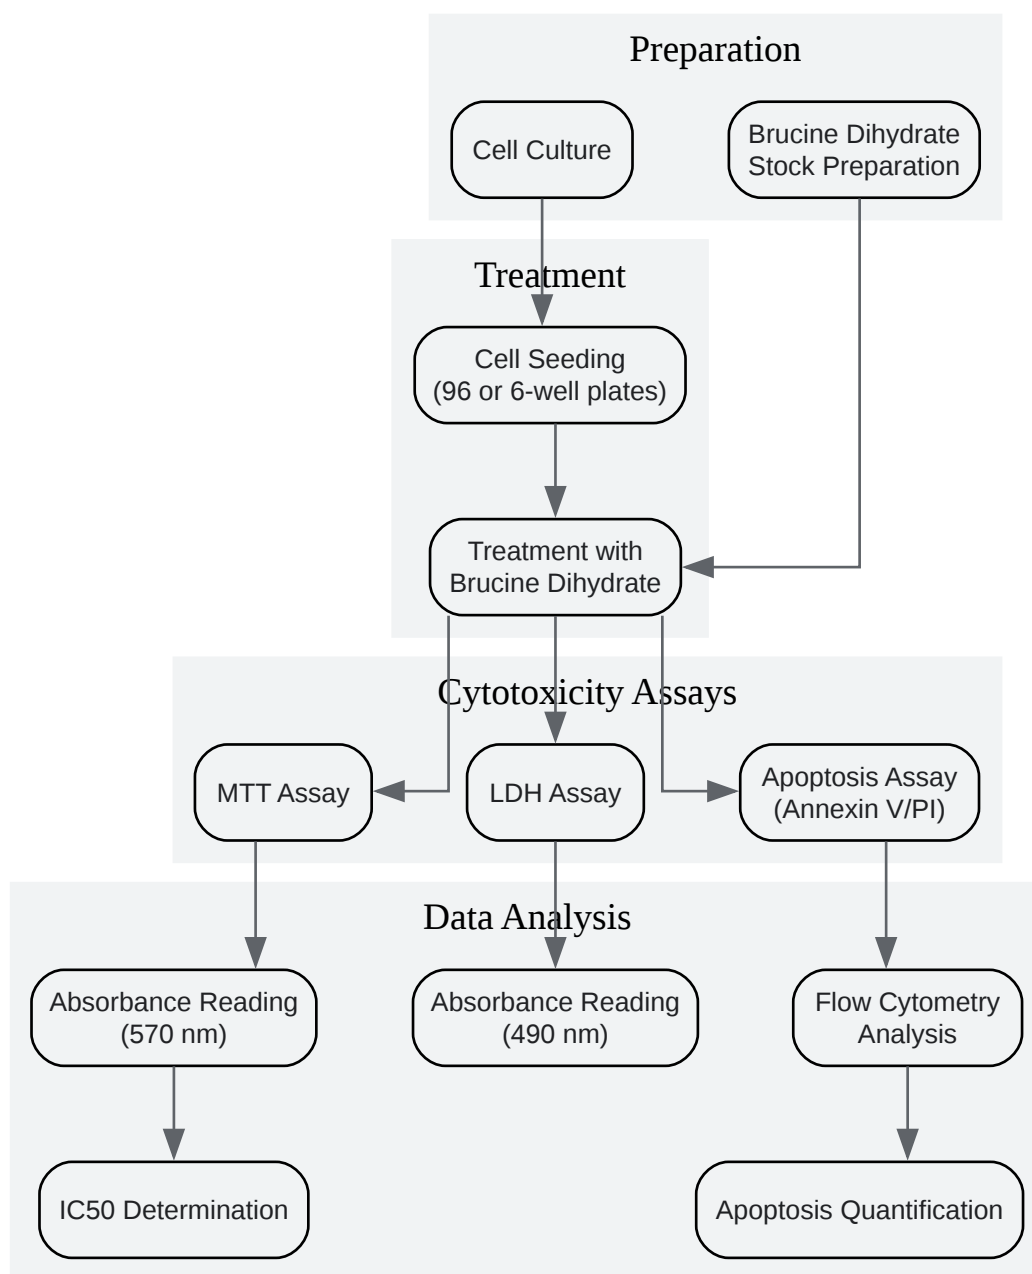 Preparation
Cell Culture
Brucine Dihydrate
Stock Preparation
Treatment
Cell Seeding
(96 or 6-well plates)
Treatment with
Brucine Dihydrate
Cytotoxicity Assays
MTT Assay
LDH Assay
Apoptosis Assay
(Annexin V/PI)
Data Analysis
Absorbance Reading
(570 nm)
Absorbance Reading
(490 nm)
Flow Cytometry
Analysis
IC50 Determination
Apoptosis Quantification